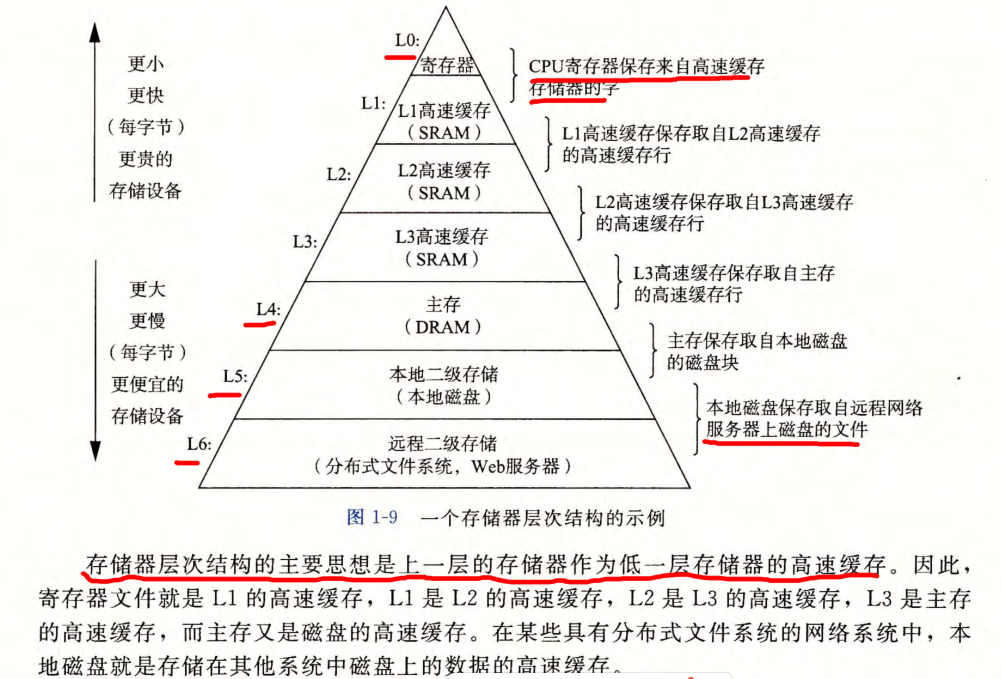 L0:
更小
更快
（每字节）
更贵的
存储设备
寄存器
CPU寄存器保存来自高速缓存
存储器的字
L1:
L1高速缓存
（SRAM）
L1高速缓存保存取自L2高速缓存
的高速缓存行
L2:
L2高速缓存
（SRAM）
L2高速缓存保存取自L3高速缓存
的高速缓存行
L3:
L3高速缓存
（SRAM）
L3高速缓存保存取自主存
的高速缓存行
更大
更慢
（每字节）
更便宜的
存储设备
L4:
主存
（DRAM）
主存保存取自本地磁盘
的磁盘块
L5:
本地二级存储
（本地磁盘）
本地磁盘保存取自远程网络
服务器上磁盘的文件
L6:
远程二级存储
（分布式文件系统，Web服务器）
图 1-9 一个存储器层次结构的示例
存储器层次结构的主要思想是上一层的存储器作为低一层存储器的高速缓存。因此，
寄存器文件就是 L1 的高速缓存，L1 是 L2 的高速缓存，L2 是 L3 的高速缓存，L3 是主存
的高速缓存，而主存又是磁盘的高速缓存。在某些具有分布式文件系统的网络系统中，本
地磁盘就是存储在其他系统中磁盘上的数据的高速缓存。